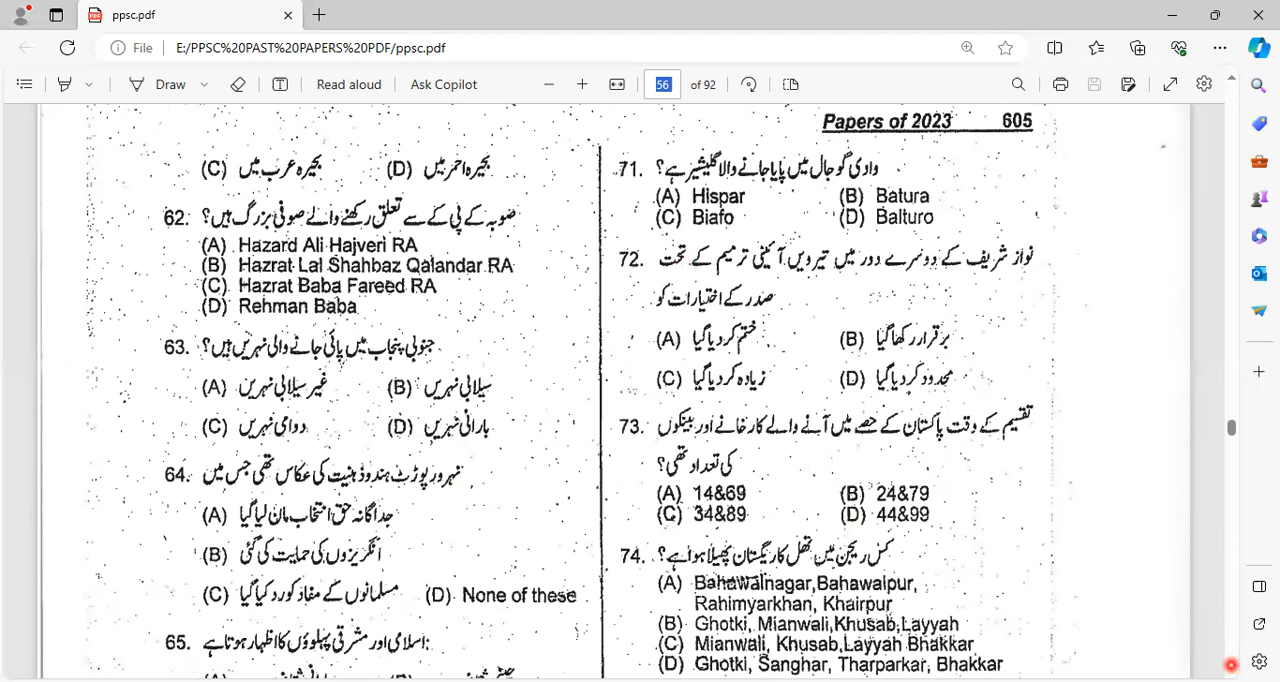 ppsc.pdf
File E:/PPSC%20PAST%20PAPERS%20PDF/ppsc.pdf
Draw Read aloud Ask Copilot 56 of 92
Papers of 2023 605
(C) بحیرہ عرب میں (D) بحیرہ احمر میں
62. صوبہ کے پی کے سے تعلق رکھنے والے صوفی بزرگ ہیں؟
(A) Hazard Ali Hajveri RA
(B) Hazrat Lal Shahbaz Qalandar RA
(C) Hazrat Baba Fareed RA
(D) Rehman Baba
63. جنوبی پنجاب میں پائی جانے والی نہریں ہیں؟
(A) غیر سیلابی نہریں (B) سیلابی نہریں
(C) دوامی نہریں (D) بارانی نہریں
64. نہرو رپورٹ ہندو ذہنیت کی عکاس تھی جس میں
(A) جداگانہ حق انتخاب مان لیا گیا
(B) انگریزوں کی حمایت کی گئی
(C) مسلمانوں کے مفاد کو رد کیا گیا (D) None of these
65. اسلامی اور مشرقی پہلوؤں کا اظہار ہوتا ہے:
71. وادی گوجال میں پایا جانے والا گلیشیر ہے؟
(A) Hispar (B) Batura
(C) Biafo (D) Balturo
72. نواز شریف کے دوسرے دور میں تیرویں آئینی ترمیم کے تحت
صدر کے اختیارات کو
(A) ختم کر دیا گیا (B) برقرار رکھا گیا
(C) زیادہ کر دیا گیا (D) محدود کر دیا گیا
73. تقسیم کے وقت پاکستان کے حصے میں آنے والے کارخانے اور بینکوں
کی تعداد تھی؟
(A) 14&69 (B) 24&79
(C) 34&89 (D) 44&99
74. کس ریجن میں تھل کا ریگستان پھیلا ہوا ہے؟
(A) Bahawalnagar,Bahawalpur,
Rahimyarkhan, Khairpur
(B) Ghotki, Mianwali,Khusab,Layyah
(C) Mianwali, Khusab,Layyah Bhakkar
(D) Ghotki, Sanghar, Tharparkar, Bhakkar